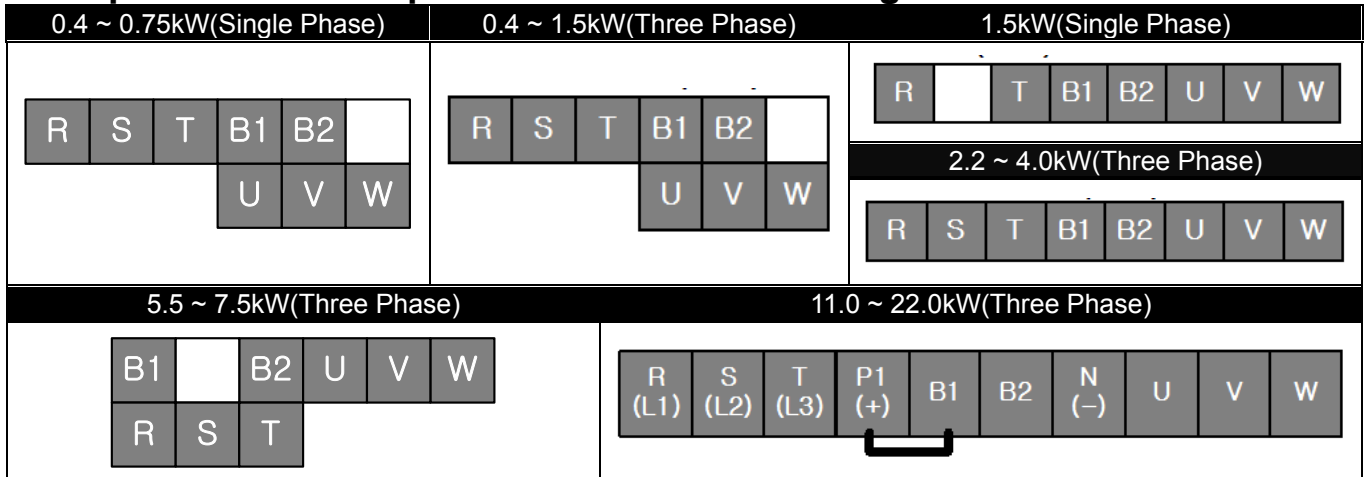 0.4 ~ 0.75kW(Single Phase)
R S T B1 B2
U V W
0.4 ~ 1.5kW(Three Phase)
R S T B1 B2
U V W
1.5kW(Single Phase)
R T B1 B2 U V W
2.2 ~ 4.0kW(Three Phase)
R S T B1 B2 U V W
5.5 ~ 7.5kW(Three Phase)
B1 B2 U V W
R S T
11.0 ~ 22.0kW(Three Phase)
R S T P1 B1 B2 N U V W
(L1) (L2) (L3) (+) (−)